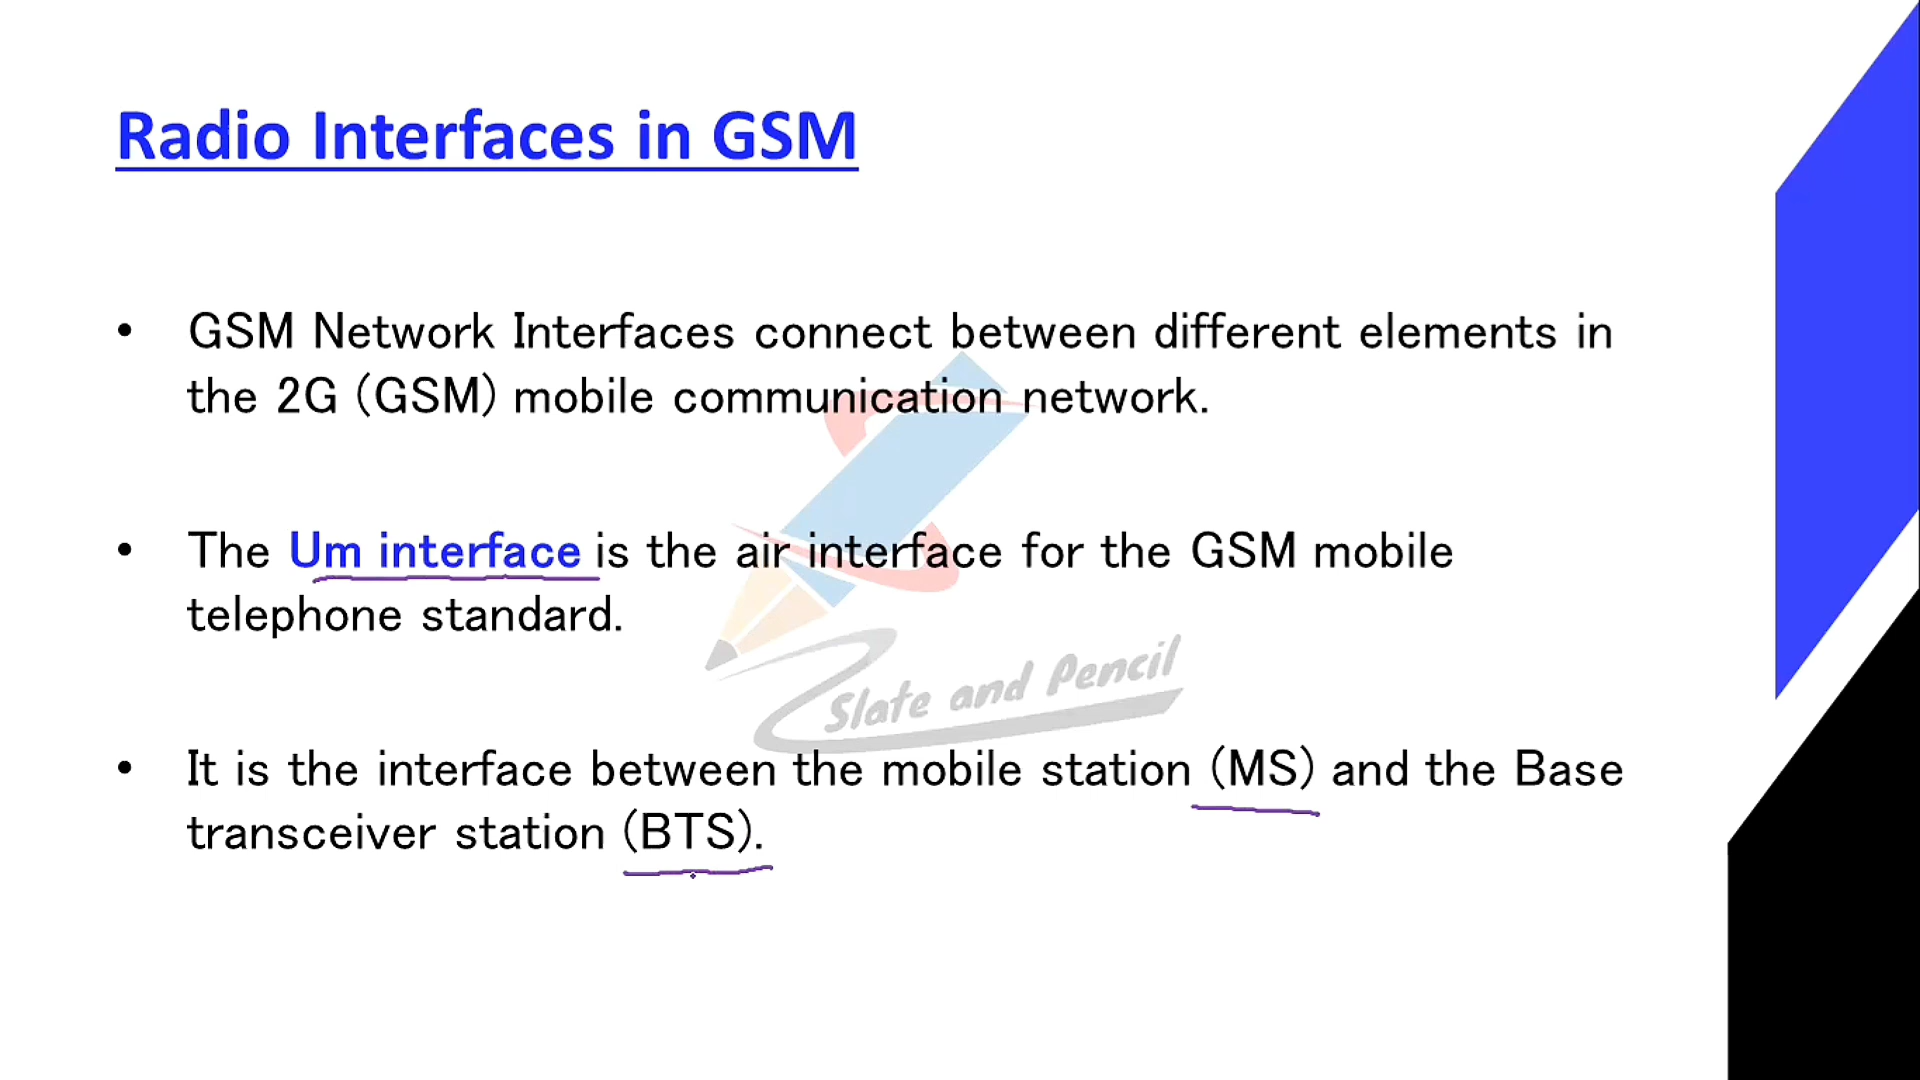 Radio Interfaces in GSM
• GSM Network Interfaces connect between different elements in
the 2G (GSM) mobile communication network.
• The Um interface is the air interface for the GSM mobile
telephone standard.
Slate and Pencil
• It is the interface between the mobile station (MS) and the Base
transceiver station (BTS).